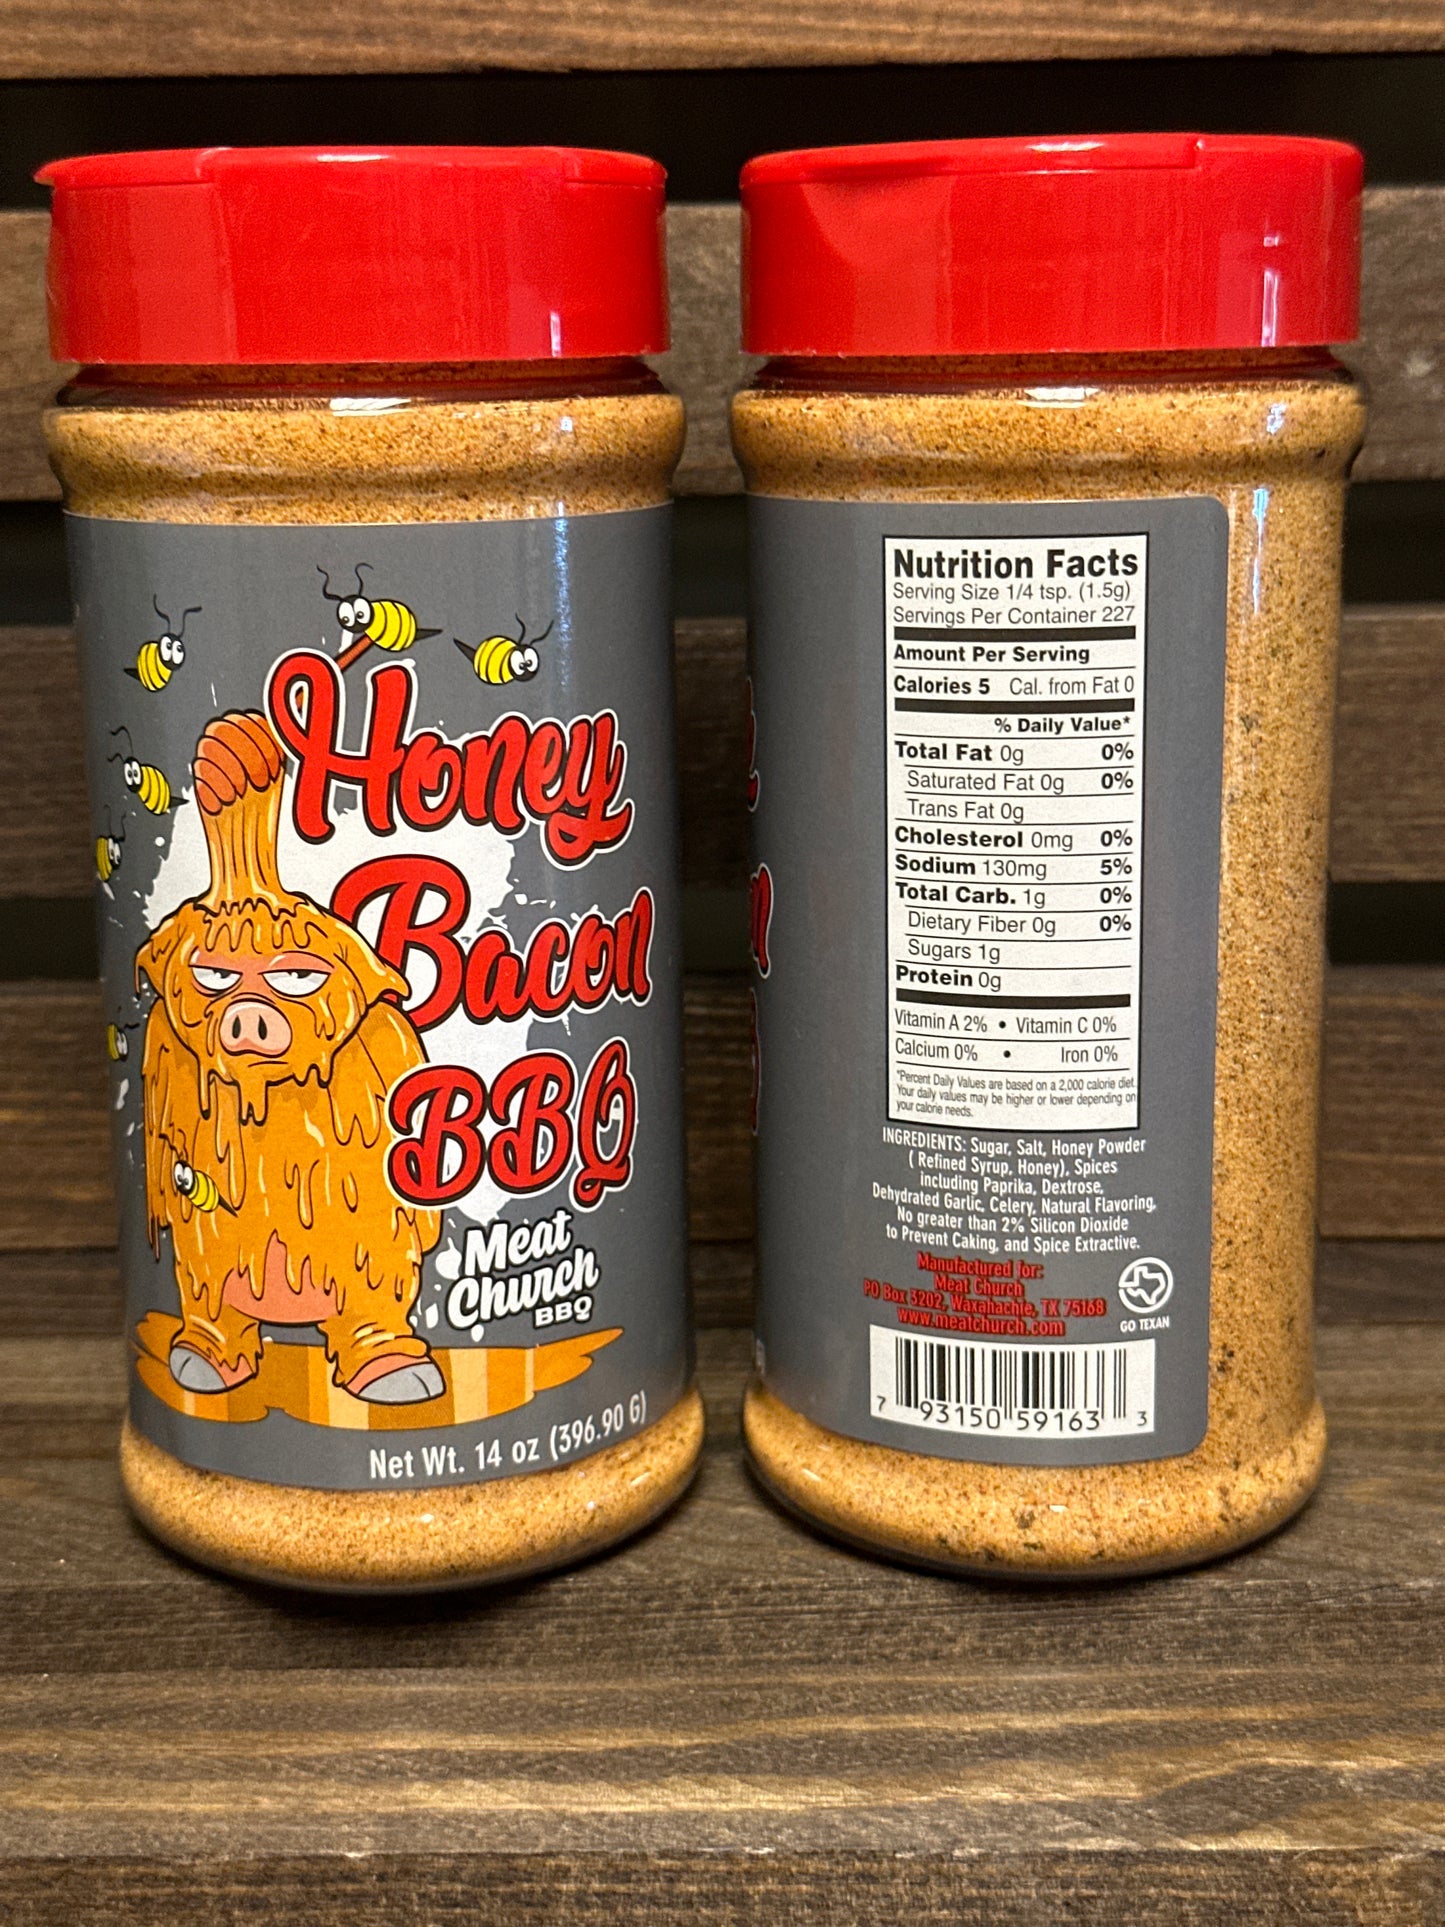 Honey
Bacon
BBQ
Meat
Church
BBQ
Net Wt. 14 oz (396.90 G)
Nutrition Facts
Serving Size 1/4 tsp. (1.5g)
Servings Per Container 227
Amount Per Serving
Calories 5 Cal. from Fat 0
% Daily Value*
Total Fat 0g 0%
Saturated Fat 0g 0%
Trans Fat 0g
Cholesterol 0mg 0%
Sodium 130mg 5%
Total Carb. 1g 0%
Dietary Fiber 0g 0%
Sugars 1g
Protein 0g
Vitamin A 2% • Vitamin C 0%
Calcium 0% • Iron 0%
*Percent Daily Values are based on a 2,000 calorie diet.
Your daily values may be higher or lower depending on
your calorie needs.
INGREDIENTS: Sugar, Salt, Honey Powder
( Refined Syrup, Honey), Spices
including Paprika, Dextrose,
Dehydrated Garlic, Celery, Natural Flavoring,
No greater than 2% Silicon Dioxide
to Prevent Caking, and Spice Extractive.
Manufactured for:
Meat Church
PO Box 3202, Waxahachie, TX 75168
www.meatchurch.com
GO TEXAN
7 93150 59163 3